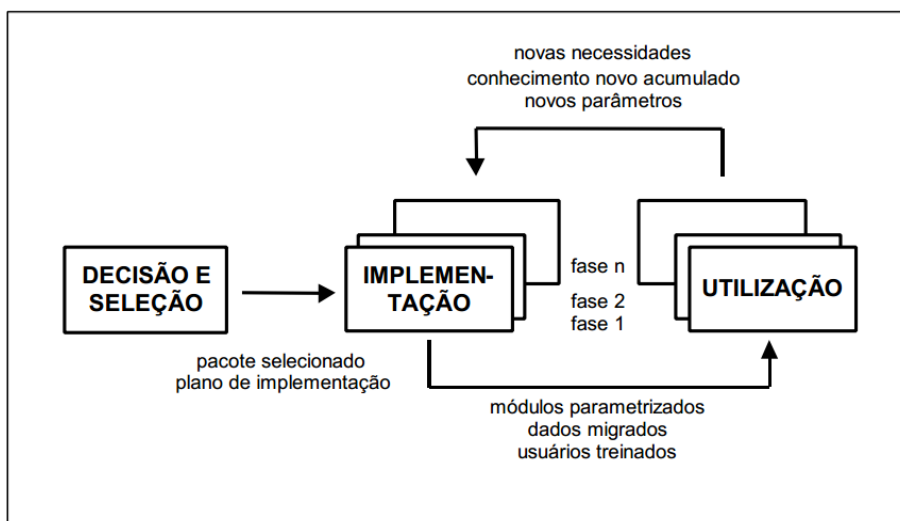 novas necessidades
conhecimento novo acumulado
novos parâmetros
DECISÃO E
SELEÇÃO
IMPLEMEN-
TAÇÃO
fase n
fase 2
fase 1
UTILIZAÇÃO
pacote selecionado
plano de implementação
módulos parametrizados
dados migrados
usuários treinados